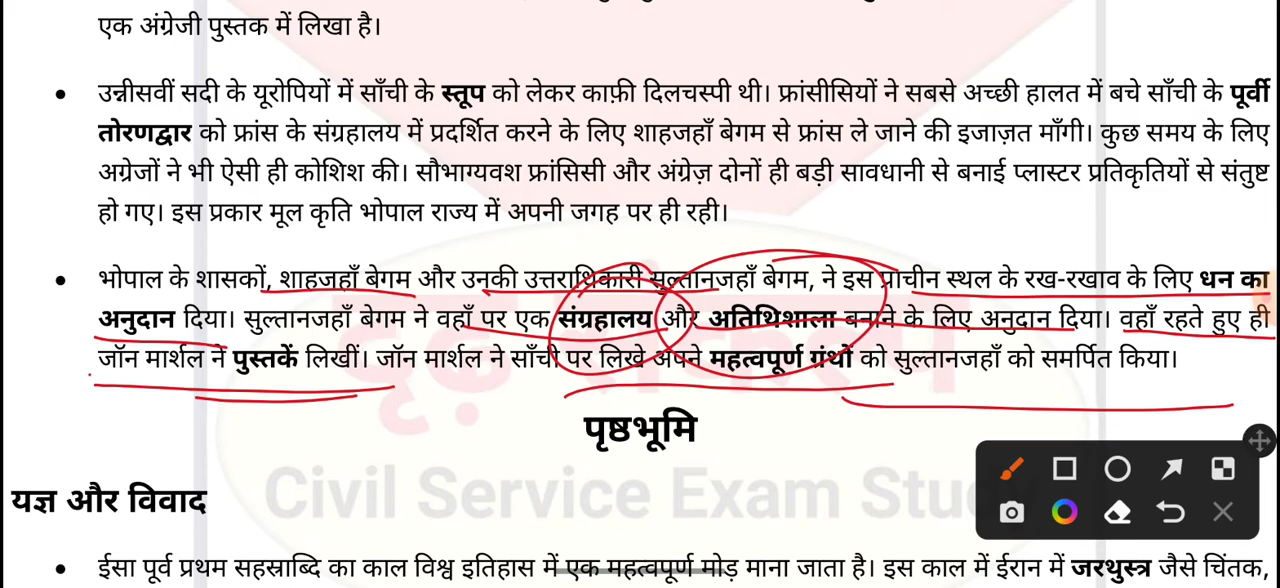 एक अंग्रेजी पुस्तक में लिखा है।
• उन्नीसवीं सदी के यूरोपियों में साँची के स्तूप को लेकर काफ़ी दिलचस्पी थी। फ्रांसीसियों ने सबसे अच्छी हालत में बचे साँची के पूर्वी
तोरणद्वार को फ्रांस के संग्रहालय में प्रदर्शित करने के लिए शाहजहाँ बेगम से फ्रांस ले जाने की इजाज़त माँगी। कुछ समय के लिए
अग्रेजों ने भी ऐसी ही कोशिश की। सौभाग्यवश फ्रांसिसी और अंग्रेज़ दोनों ही बड़ी सावधानी से बनाई प्लास्टर प्रतिकृतियों से संतुष्ट
हो गए। इस प्रकार मूल कृति भोपाल राज्य में अपनी जगह पर ही रही।
• भोपाल के शासकों, शाहजहाँ बेगम और उनकी उत्तराधिकारी सुल्तानजहाँ बेगम, ने इस प्राचीन स्थल के रख-रखाव के लिए धन का
अनुदान दिया। सुल्तानजहाँ बेगम ने वहाँ पर एक संग्रहालय और अतिथिशाला बनाने के लिए अनुदान दिया। वहाँ रहते हुए ही
जॉन मार्शल ने पुस्तकें लिखीं। जॉन मार्शल ने साँची पर लिखे अपने महत्वपूर्ण ग्रंथों को सुल्तानजहाँ को समर्पित किया।
पृष्ठभूमि
Civil Service Exam Stu
यज्ञ और विवाद
• ईसा पूर्व प्रथम सहस्राब्दि का काल विश्व इतिहास में एक महत्वपूर्ण मोड़ माना जाता है। इस काल में ईरान में जरथुस्त्र जैसे चिंतक,